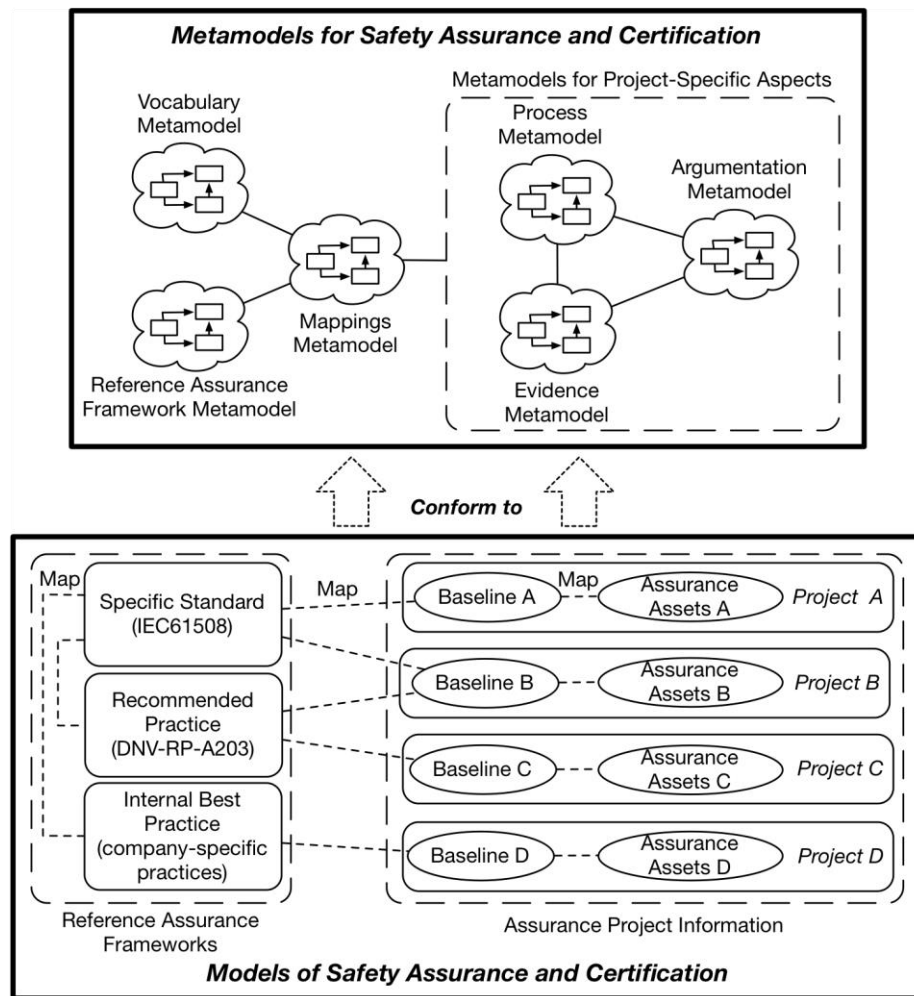 Metamodels for Safety Assurance and Certification
Metamodels for Project-Specific Aspects
Vocabulary
Metamodel
Process
Metamodel
Argumentation
Metamodel
Mappings
Metamodel
Reference Assurance
Framework Metamodel
Evidence
Metamodel
Conform to
Map
Specific Standard
(IEC61508)
Map
Baseline A
Map
Assurance
Assets A
Project A
Baseline B
Assurance
Assets B
Project B
Recommended
Practice
(DNV-RP-A203)
Baseline C
Assurance
Assets C
Project C
Internal Best
Practice
(company-specific
practices)
Baseline D
Assurance
Assets D
Project D
Reference Assurance
Frameworks
Assurance Project Information
Models of Safety Assurance and Certification